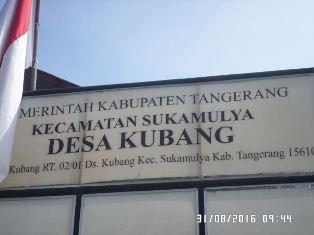 MERINTAH KABUPATEN TANGERANG
KECAMATAN SUKAMULYA
DESA KUBANG
Kubang RT. 02/01 Ds. Kubang Kec. Sukamulya Kab. Tangerang 15610
31/08/2016 09:44